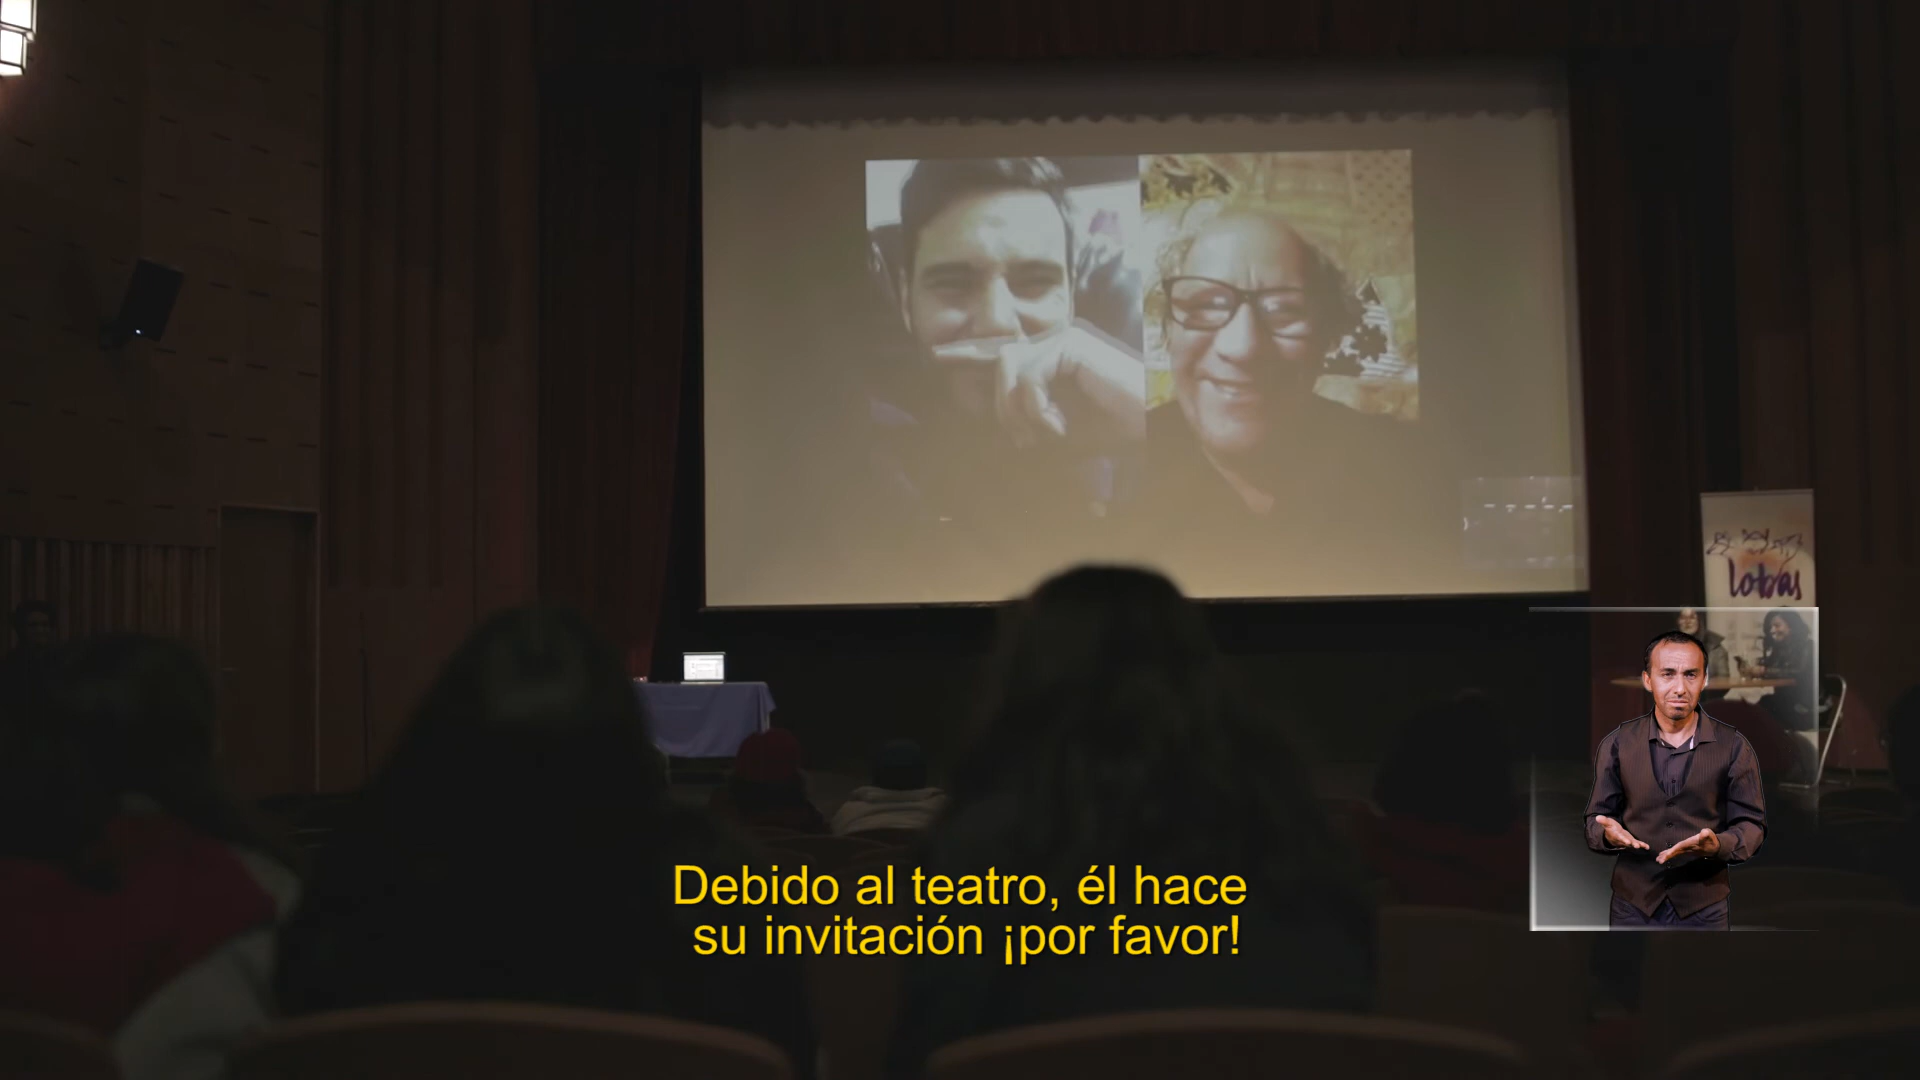 lobas
Debido al teatro, él hace
su invitación ¡por favor!